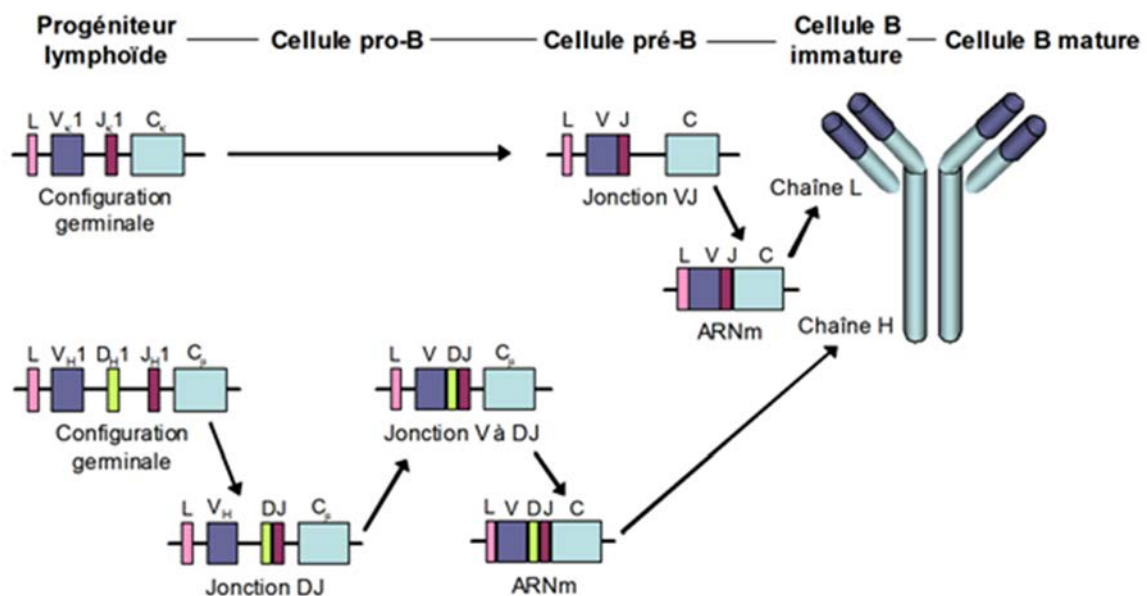 Progéniteur
lymphoïde
Cellule pro-B
Cellule pré-B
Cellule B
immature
Cellule B mature
L Vκ1 Jκ1 Cκ
Configuration
germinale
L V J C
Jonction VJ
L V J C
ARNm
Chaîne L
Chaîne H
L VH1 DH1 JH1 Cμ
Configuration
germinale
L VH DJ Cμ
Jonction DJ
L V DJ Cμ
Jonction V à DJ
L V DJ C
ARNm